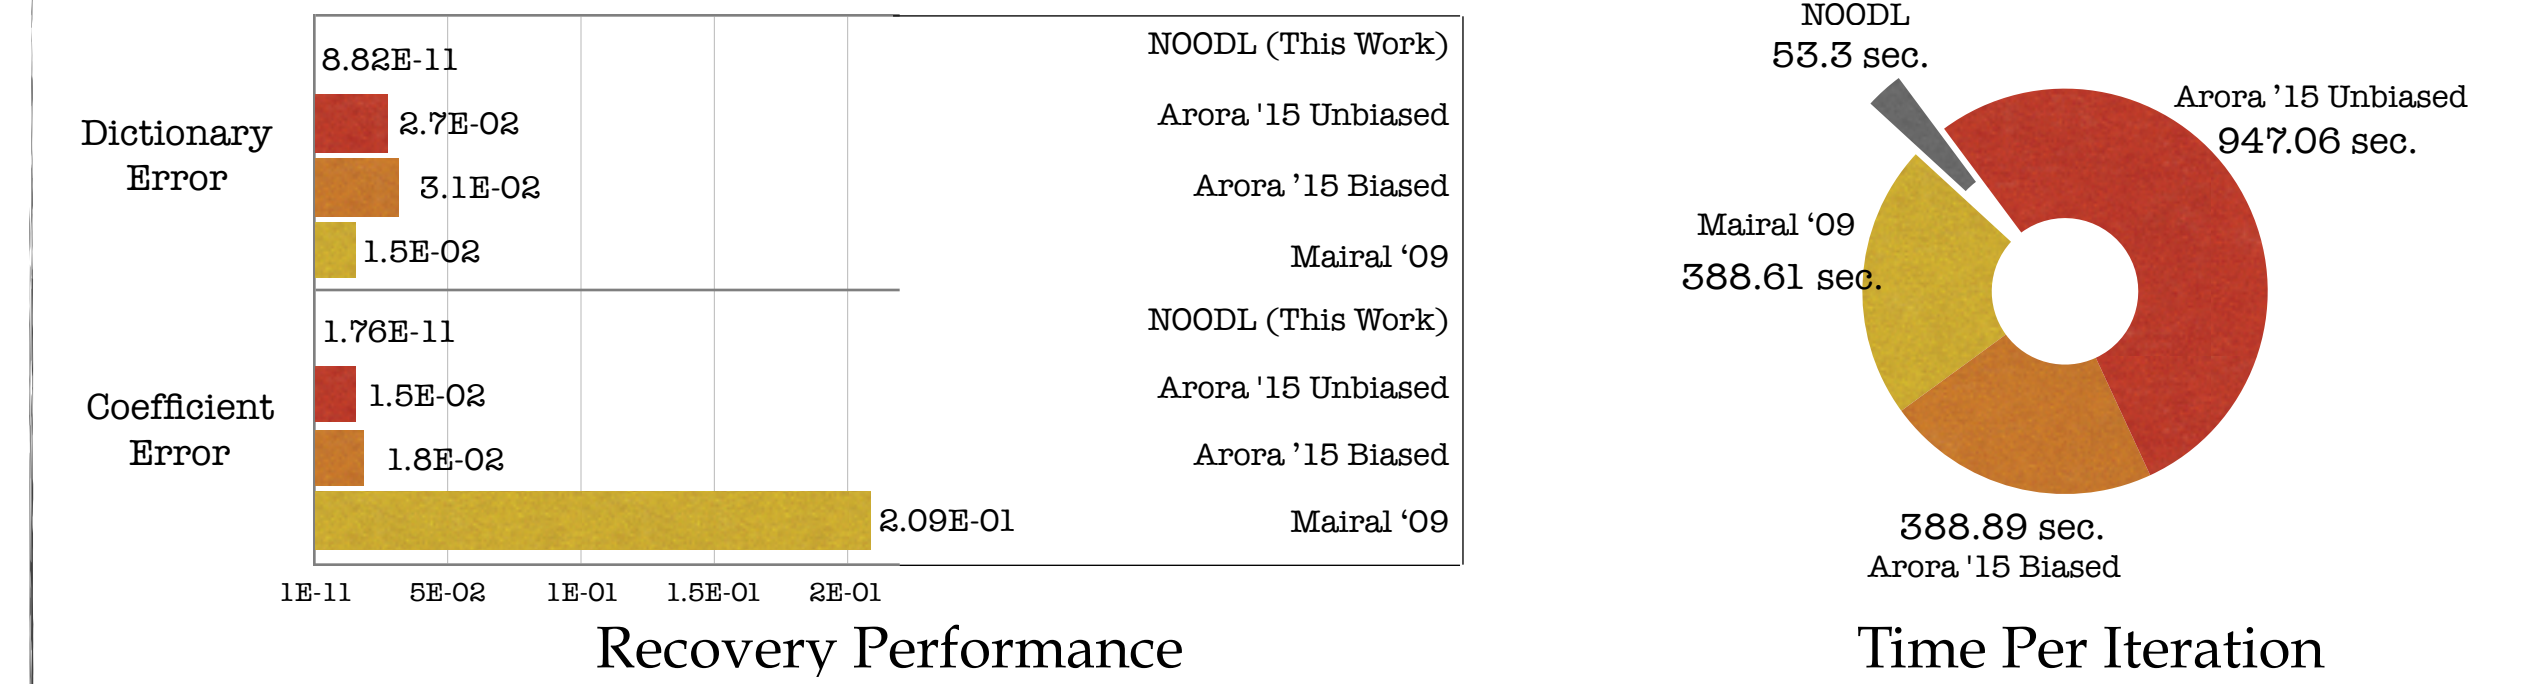 Dictionary
Error
8.82E-11
2.7E-02
3.1E-02
1.5E-02
NOODL (This Work)
Arora '15 Unbiased
Arora ’15 Biased
Mairal ‘09
Coefficient
Error
1.76E-11
1.5E-02
1.8E-02
2.09E-01
NOODL (This Work)
Arora '15 Unbiased
Arora ’15 Biased
Mairal ‘09
1E-11 5E-02 1E-01 1.5E-01 2E-01
Recovery Performance
NOODL
53.3 sec.
Arora ’15 Unbiased
947.06 sec.
Mairal ‘09
388.61 sec.
388.89 sec.
Arora '15 Biased
Time Per Iteration